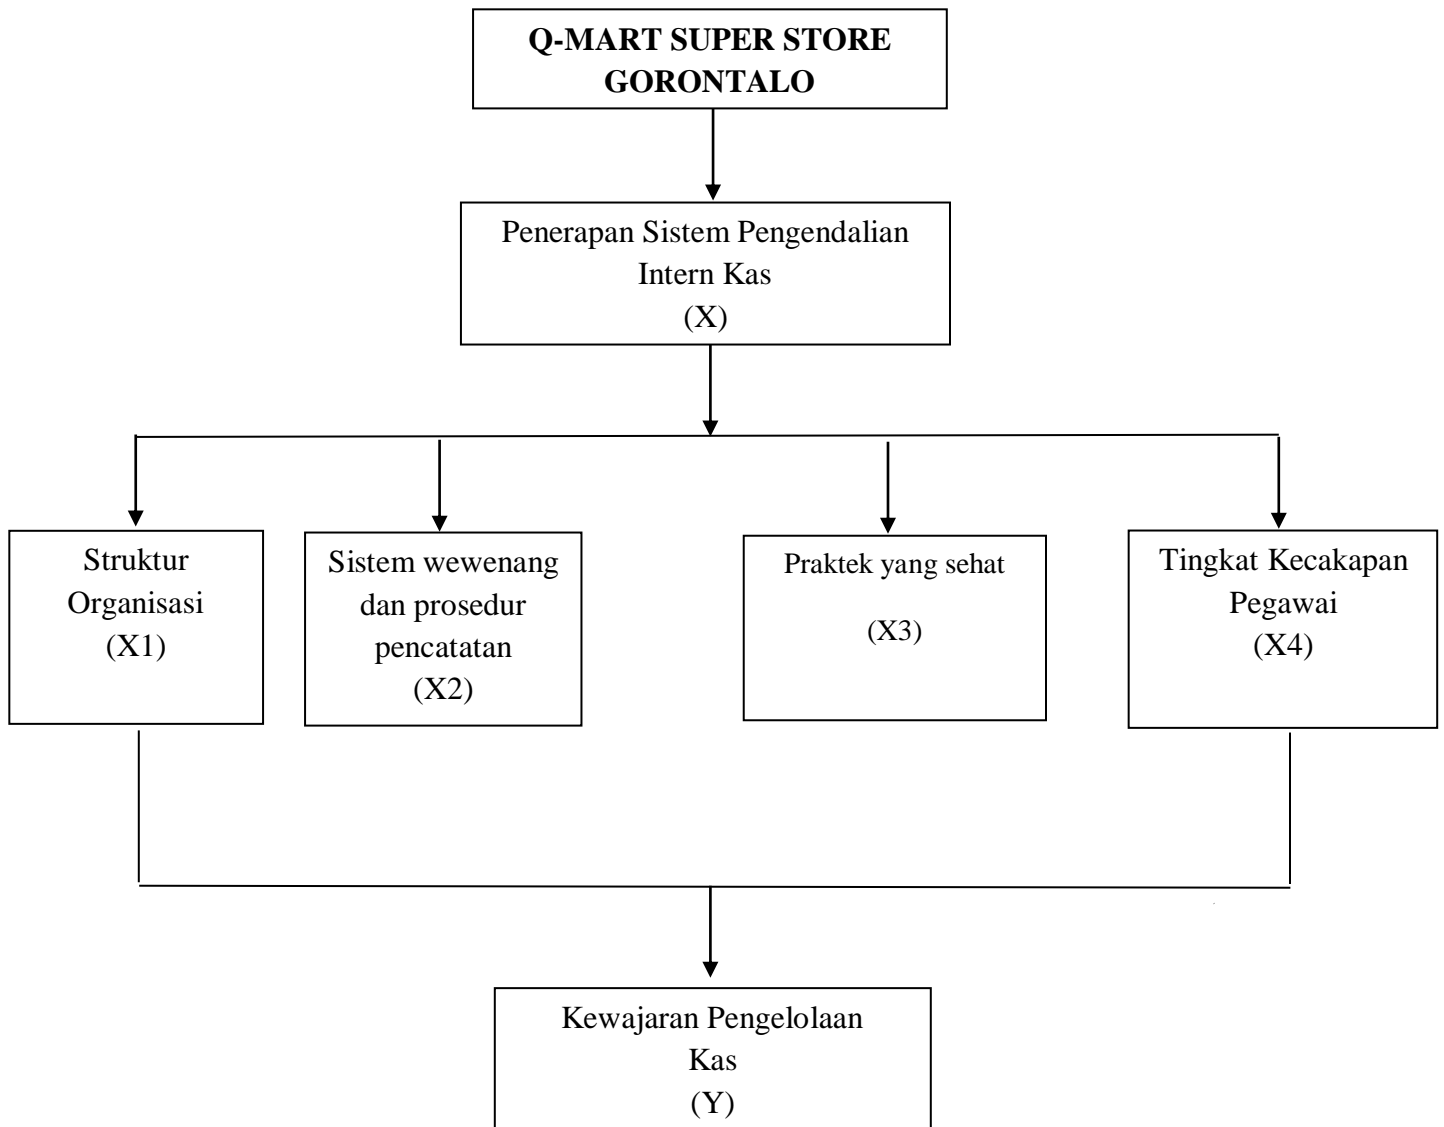 Q-MART SUPER STORE
GORONTALO
Penerapan Sistem Pengendalian
Intern Kas
(X)
Struktur
Organisasi
(X1)
Sistem wewenang
dan prosedur
pencatatan
(X2)
Praktek yang sehat
(X3)
Tingkat Kecakapan
Pegawai
(X4)
Kewajaran Pengelolaan
Kas
(Y)